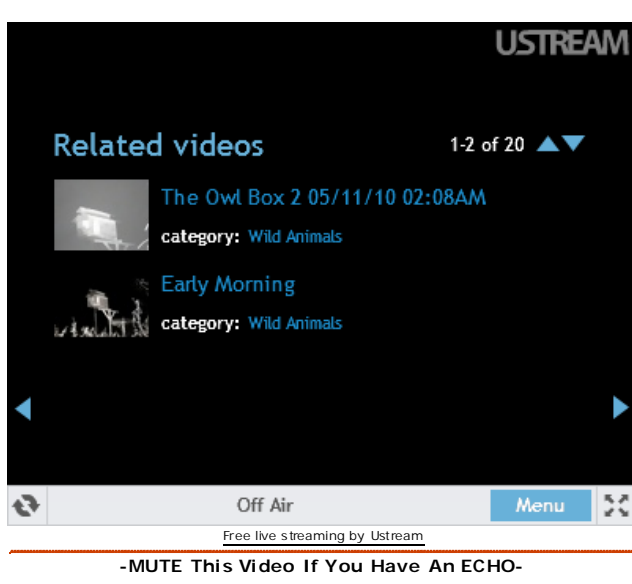 USTREAM
Related videos
1-2 of 20
The Owl Box 2 05/11/10 02:08AM
category: Wild Animals
Early Morning
category: Wild Animals
Off Air
Menu
Free live streaming by Ustream
-MUTE This Video If You Have An ECHO-